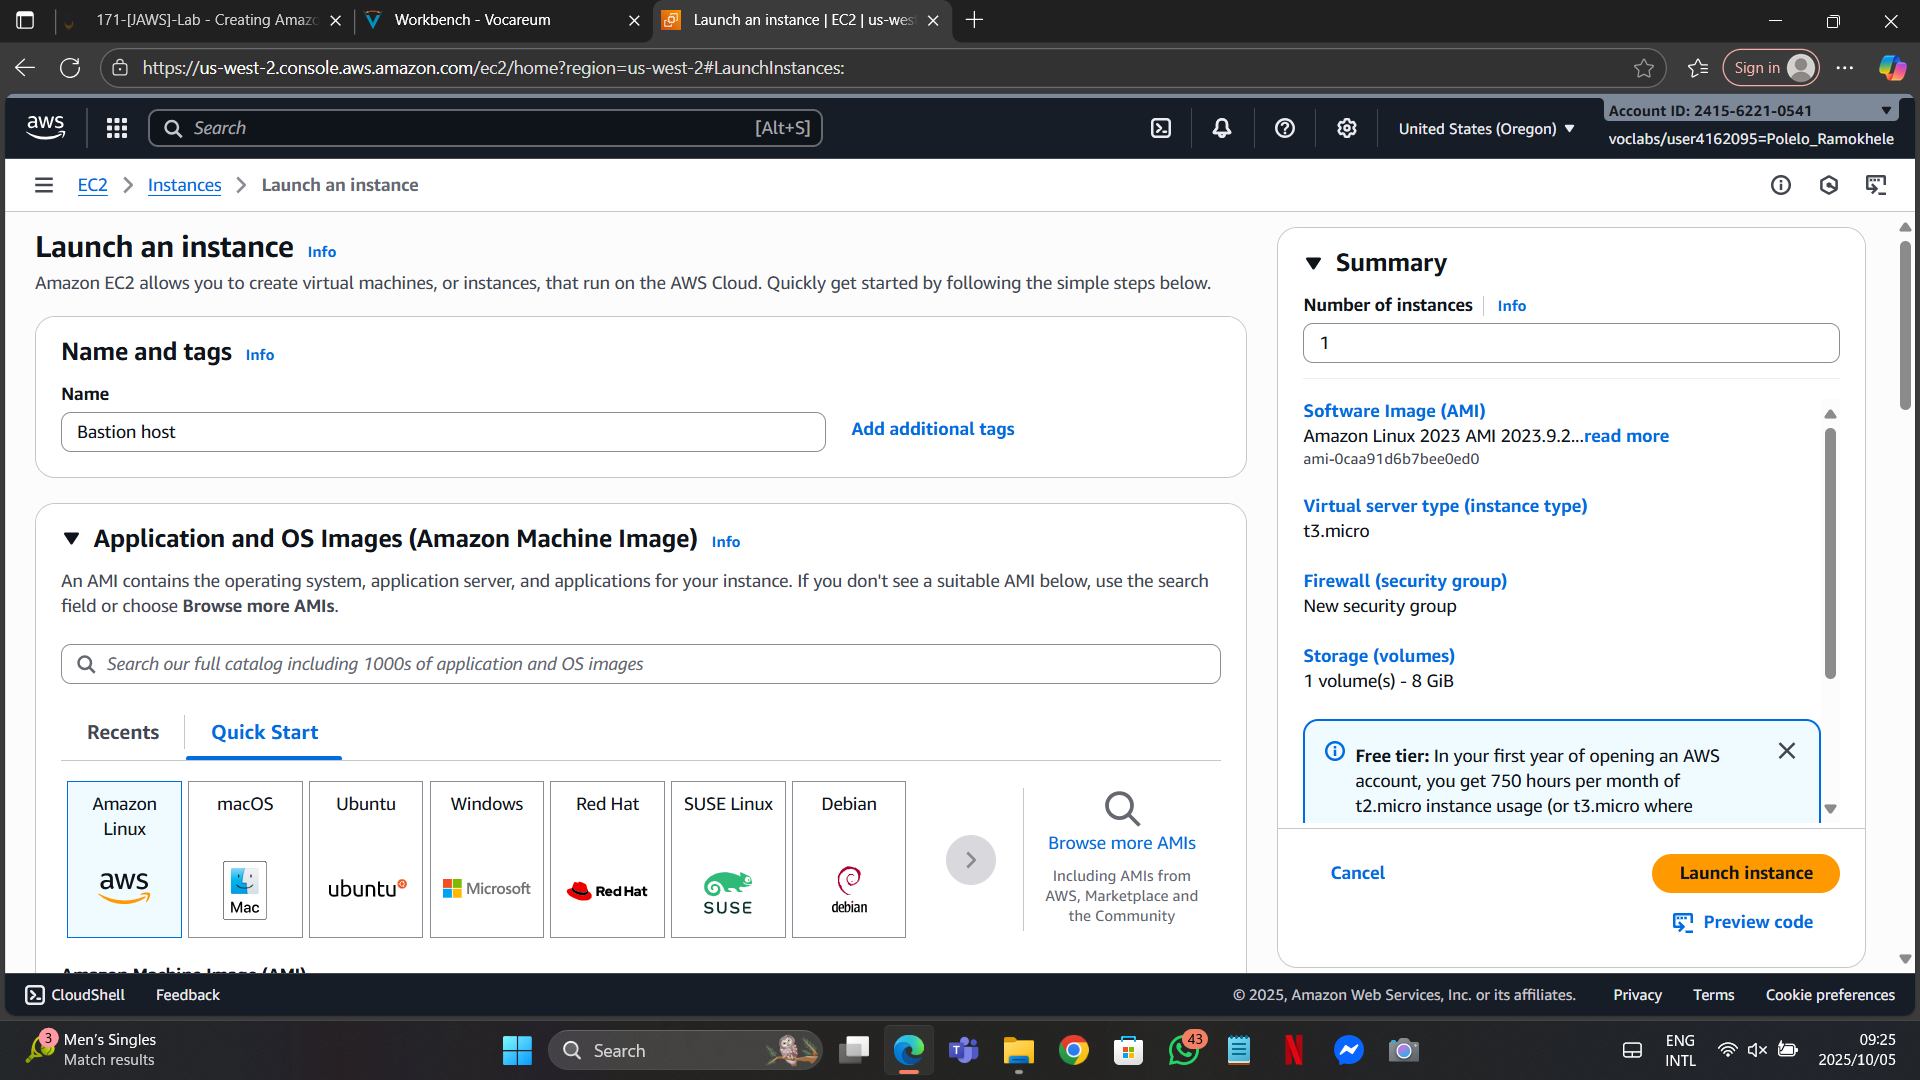 171-[JAWS]-Lab - Creating Amazo
Workbench - Vocareum
Launch an instance | EC2 | us-wes
https://us-west-2.console.aws.amazon.com/ec2/home?region=us-west-2#LaunchInstances:
Sign in
aws
Search
[Alt+S]
United States (Oregon)
Account ID: 2415-6221-0541
voclabs/user4162095=Polelo_Ramokhele
EC2
Instances
Launch an instance
Launch an instance Info
Amazon EC2 allows you to create virtual machines, or instances, that run on the AWS Cloud. Quickly get started by following the simple steps below.
Name and tags Info
Name
Bastion host
Add additional tags
Application and OS Images (Amazon Machine Image) Info
An AMI contains the operating system, application server, and applications for your instance. If you don't see a suitable AMI below, use the search
field or choose Browse more AMIs.
Search our full catalog including 1000s of application and OS images
Recents
Quick Start
Amazon
Linux
aws
macOS
Mac
Ubuntu
ubuntu
Windows
Microsoft
Red Hat
Red Hat
SUSE Linux
SUSE
Debian
debian
Browse more AMIs
Including AMIs from
AWS, Marketplace and
the Community
Amazon Machine Image (AMI)
Summary
Number of instances Info
1
Software Image (AMI)
Amazon Linux 2023 AMI 2023.9.2...read more
ami-0caa91d6b7bee0ed0
Virtual server type (instance type)
t3.micro
Firewall (security group)
New security group
Storage (volumes)
1 volume(s) - 8 GiB
Free tier: In your first year of opening an AWS
account, you get 750 hours per month of
t2.micro instance usage (or t3.micro where
Cancel
Launch instance
Preview code
CloudShell
Feedback
© 2025, Amazon Web Services, Inc. or its affiliates.
Privacy
Terms
Cookie preferences
3
Men's Singles
Match results
Search
43
ENG
INTL
09:25
2025/10/05